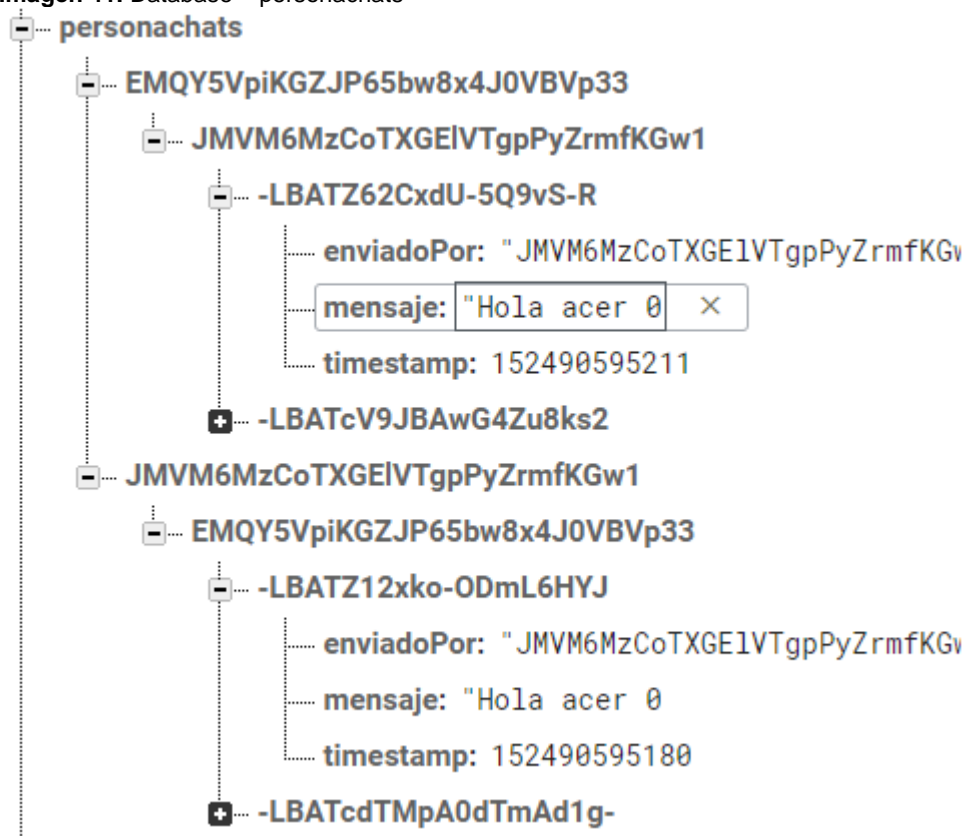 Imagen 11. Database – personachats
personachats
EMQY5VpiKGZJP65bw8x4J0VBVp33
JMVM6MzCoTXGElVTgpPyZrmfKGw1
-LBATZ62CxdU-5Q9vS-R
enviadoPor: "JMVM6MzCoTXGElVTgpPyZrmfKGw
mensaje: "Hola acer 0 ×
timestamp: 152490595211
-LBATcV9JBAwG4Zu8ks2
JMVM6MzCoTXGElVTgpPyZrmfKGw1
EMQY5VpiKGZJP65bw8x4J0VBVp33
-LBATZ12xko-ODmL6HYJ
enviadoPor: "JMVM6MzCoTXGElVTgpPyZrmfKGw
mensaje: "Hola acer 0
timestamp: 152490595180
-LBATcdTMpA0dTmAd1g-